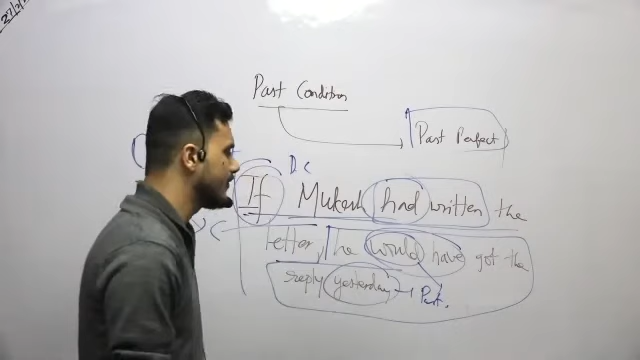 Past Condition
Past Perfect
DC
If Mukesh had written the
letter, he would have got the
reply yesterday → Past.